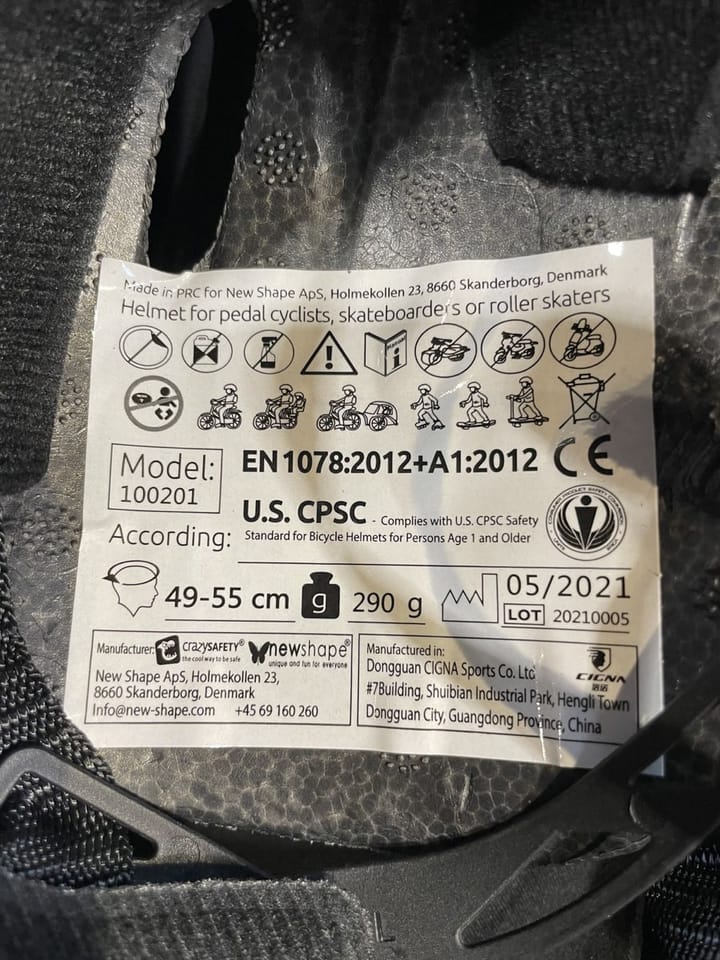 Made in PRC for New Shape ApS, Holmekollen 23, 8660 Skanderborg, Denmark
Helmet for pedal cyclists, skateboarders or roller skaters
Model:
100201
EN 1078:2012+A1:2012 CE
U.S. CPSC - Complies with U.S. CPSC Safety
Standard for Bicycle Helmets for Persons Age 1 and Older
According:
49-55 cm g 290 g
05/2021
LOT 20210005
Manufacturer: CRAZYSAFETY® newshape®
the cool way to be safe unique and fun for everyone
New Shape ApS, Holmekollen 23,
8660 Skanderborg, Denmark
Info@new-shape.com +45 69 160 260
Manufactured in:
Dongguan CIGNA Sports Co. Ltd
#7Building, Shuibian Industrial Park, Hengli Town
Dongguan City, Guangdong Province, China
CIGNA
L